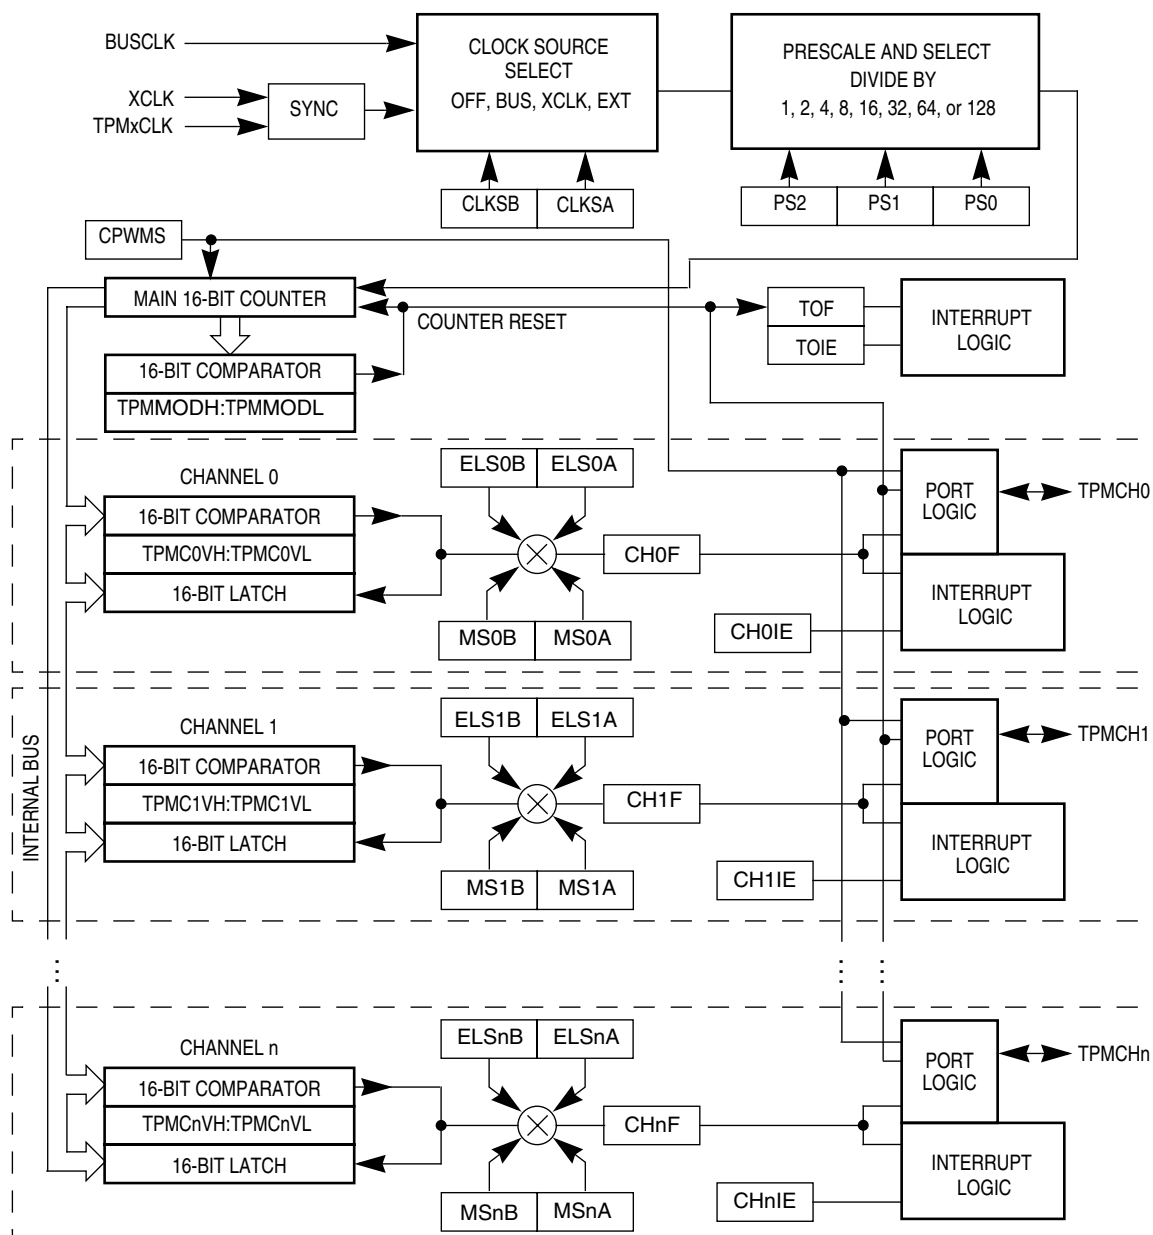 BUSCLK
XCLK
TPMxCLK
SYNC
CLOCK SOURCE
SELECT
OFF, BUS, XCLK, EXT
PRESCALE AND SELECT
DIVIDE BY
1, 2, 4, 8, 16, 32, 64, or 128
CLKSB
CLKSA
PS2
PS1
PS0
CPWMS
MAIN 16-BIT COUNTER
COUNTER RESET
TOF
TOIE
INTERRUPT
LOGIC
16-BIT COMPARATOR
TPMMODH:TPMMODL
INTERNAL BUS
CHANNEL 0
16-BIT COMPARATOR
TPMC0VH:TPMC0VL
16-BIT LATCH
ELS0B
ELS0A
MS0B
MS0A
CH0F
CH0IE
PORT
LOGIC
TPMCH0
INTERRUPT
LOGIC
CHANNEL 1
16-BIT COMPARATOR
TPMC1VH:TPMC1VL
16-BIT LATCH
ELS1B
ELS1A
MS1B
MS1A
CH1F
CH1IE
PORT
LOGIC
TPMCH1
INTERRUPT
LOGIC
...
...
...
CHANNEL n
16-BIT COMPARATOR
TPMCnVH:TPMCnVL
16-BIT LATCH
ELSnB
ELSnA
MSnB
MSnA
CHnF
CHnIE
PORT
LOGIC
TPMCHn
INTERRUPT
LOGIC